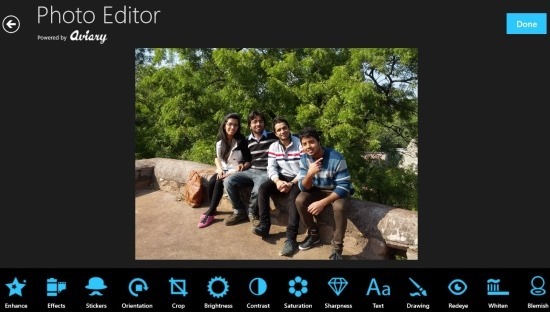 Photo Editor
Powered by Aviary
Done
Enhance
Effects
Stickers
Orientation
Crop
Brightness
Contrast
Saturation
Sharpness
Aa
Text
Drawing
Redeye
Whiten
Blemish